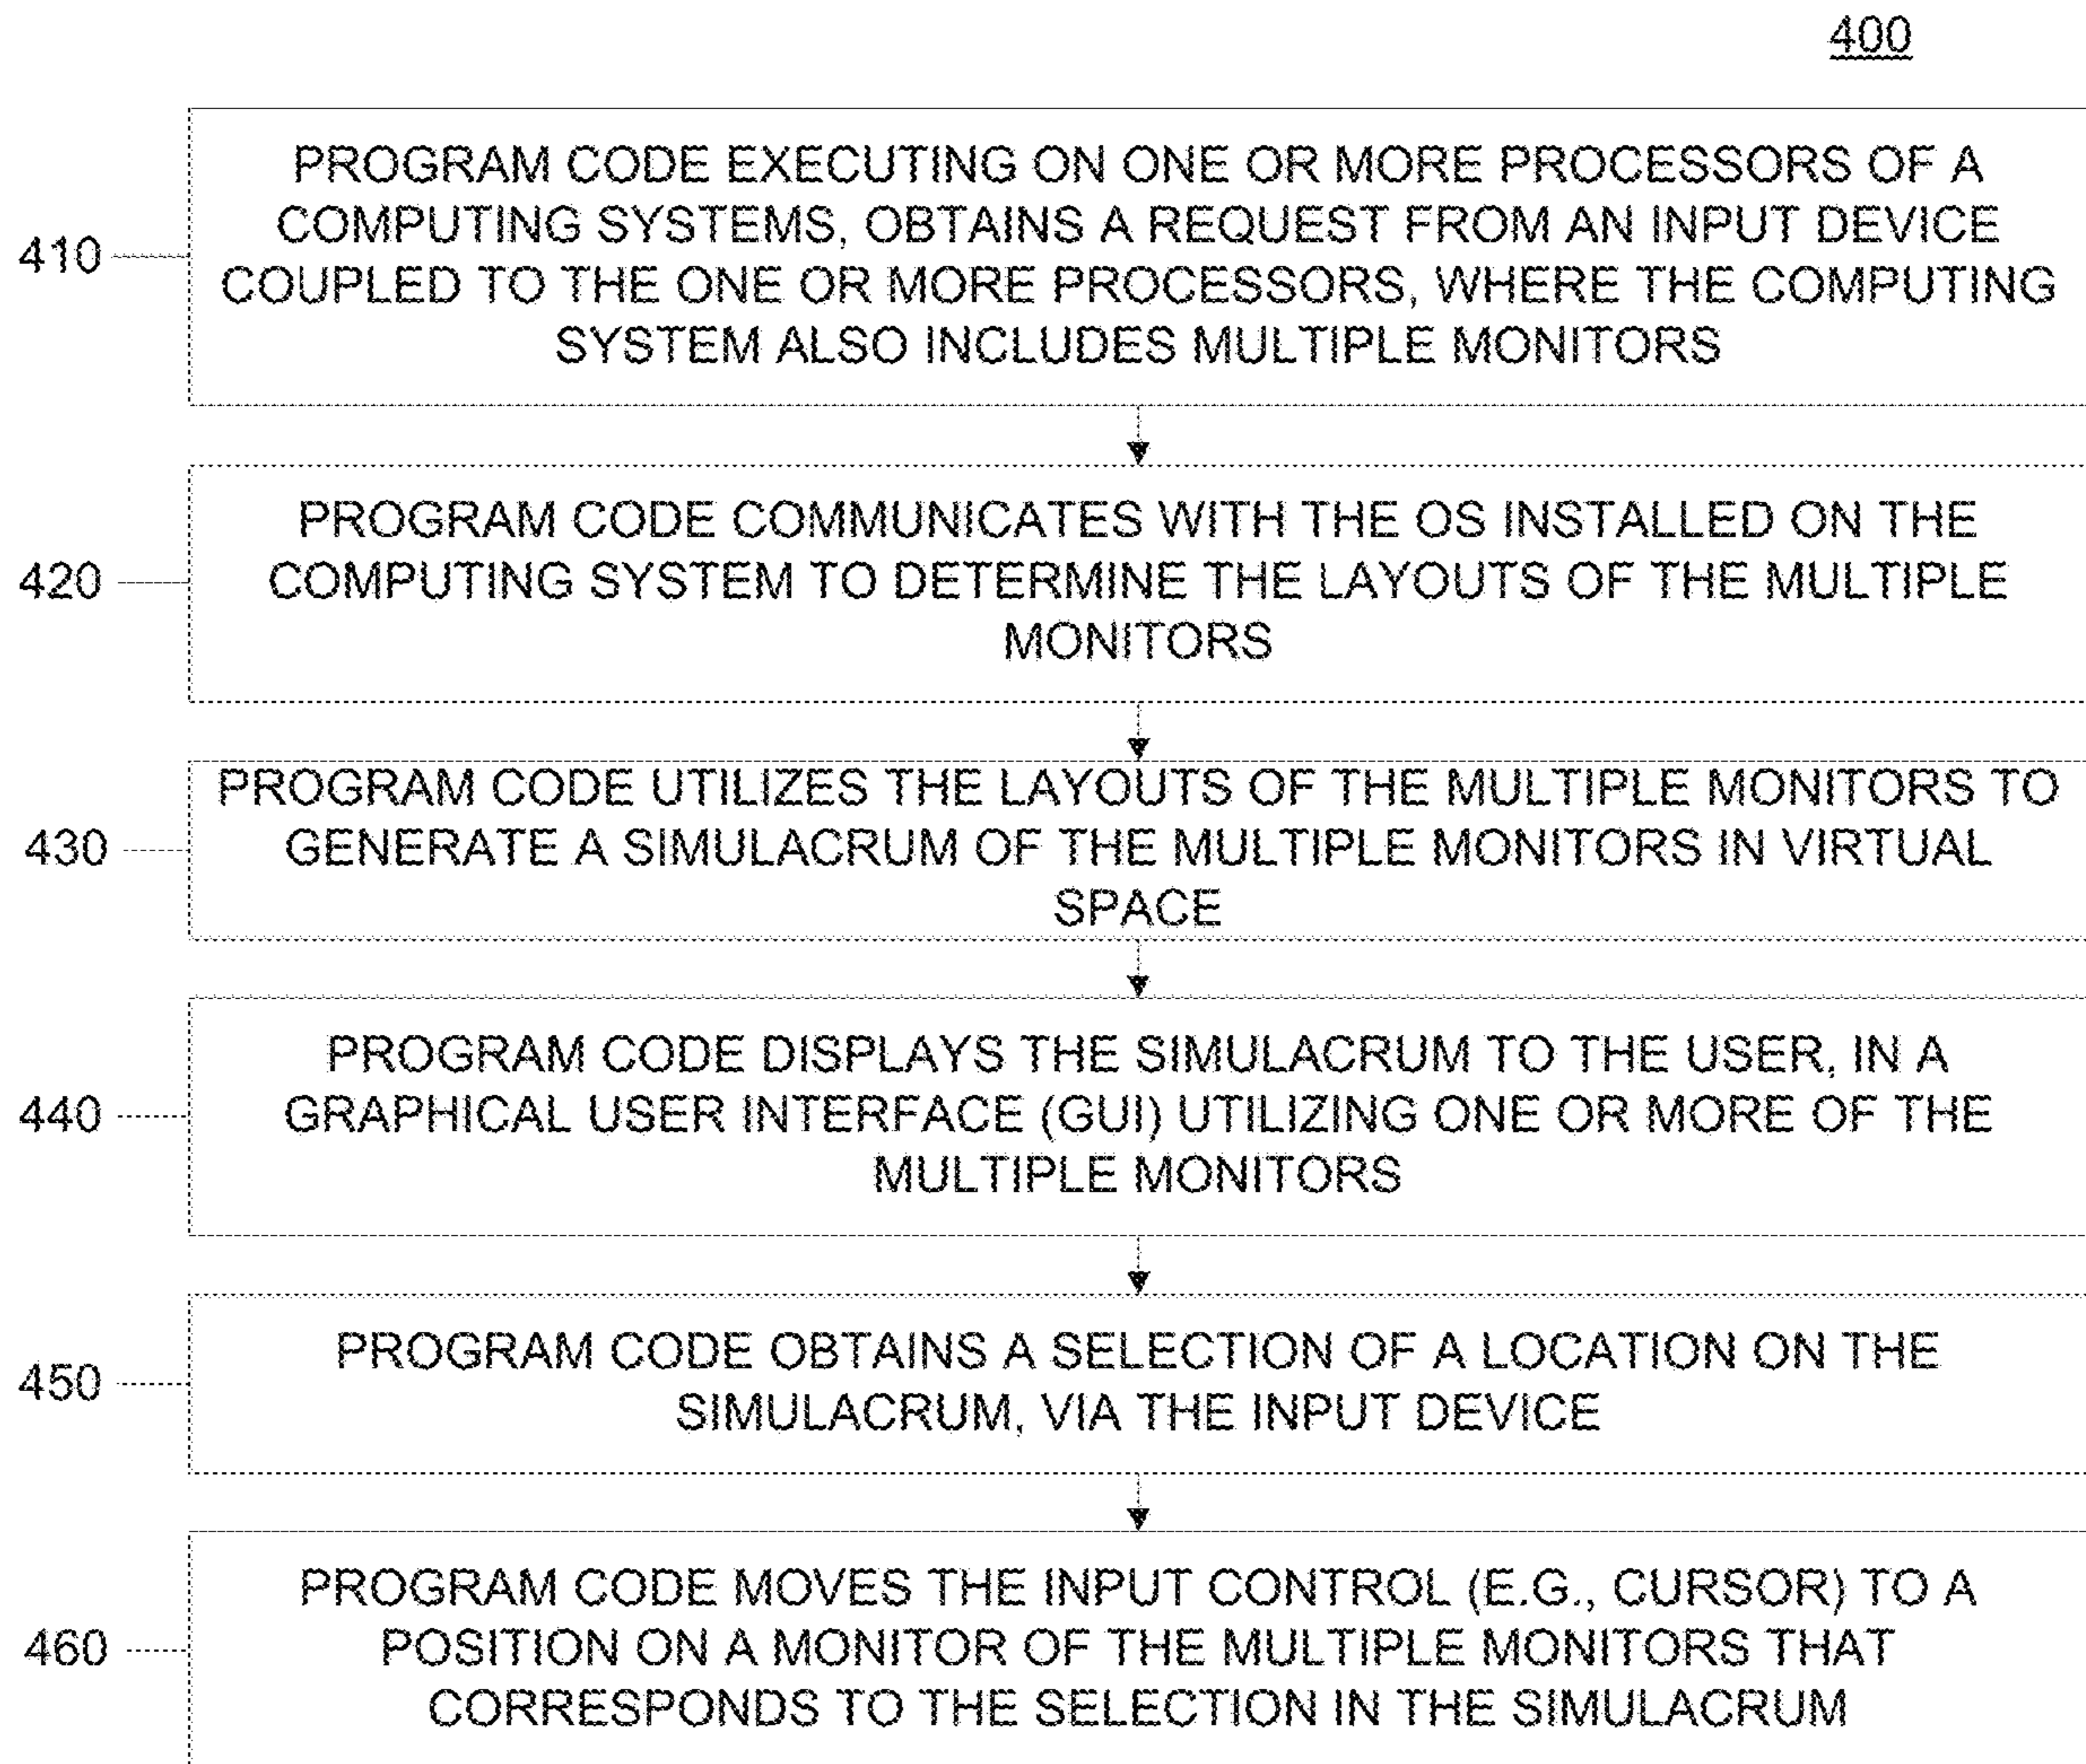 400
PROGRAM CODE EXECUTING ON ONE OR MORE PROCESSORS OF A
COMPUTING SYSTEMS, OBTAINS A REQUEST FROM AN INPUT DEVICE
410
COUPLED TO THE ONE OR MORE PROCESSORS, WHERE THE COMPUTING
SYSTEM ALSO INCLUDES MULTIPLE MONITORS
PROGRAM CODE COMMUNICATES WITH THE OS INSTALLED ON THE
420
COMPUTING SYSTEM TO DETERMINE THE LAYOUTS OF THE MULTIPLE
MONITORS
PROGRAM CODE UTILIZES THE LAYOUTS OF THE MULTIPLE MONITORS TO
430
GENERATE A SIMULACRUM OF THE MULTIPLE MONITORS IN VIRTUAL
SPACE
PROGRAM CODE DISPLAYS THE SIMULACRUM TO THE USER, IN A
440
GRAPHICAL USER INTERFACE (GUI) UTILIZING ONE OR MORE OF THE
MULTIPLE MONITORS
450
PROGRAM CODE OBTAINS A SELECTION OF A LOCATION ON THE
SIMULACRUM, VIA THE INPUT DEVICE
PROGRAM CODE MOVES THE INPUT CONTROL (E.G., CURSOR) TO A
460
POSITION ON A MONITOR OF THE MULTIPLE MONITORS THAT
CORRESPONDS TO THE SELECTION IN THE SIMULACRUM